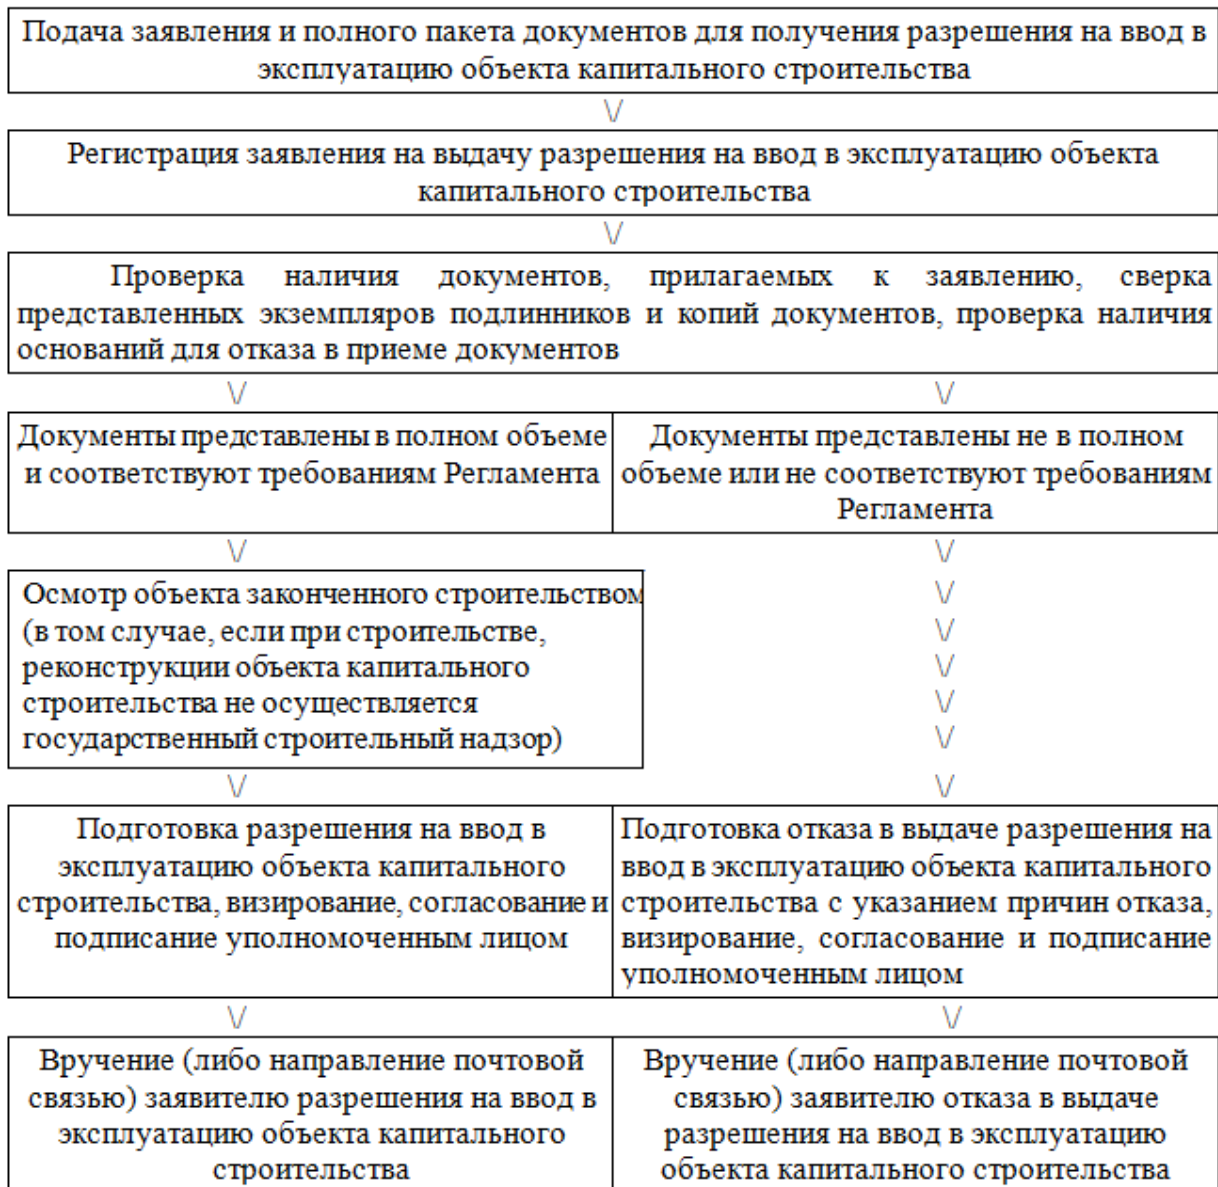 Подача заявления и полного пакета документов для получения разрешения на ввод в
эксплуатацию объекта капитального строительства
\/
Регистрация заявления на выдачу разрешения на ввод в эксплуатацию объекта
капитального строительства
\/
Проверка наличия документов, прилагаемых к заявлению, сверка
представленных экземпляров подлинников и копий документов, проверка наличия
оснований для отказа в приеме документов
\/ \/
Документы представлены в полном объеме
и соответствуют требованиям Регламента
Документы представлены не в полном
объеме или не соответствуют требованиям
Регламента
\/ \/
Осмотр объекта законченного строительством
(в том случае, если при строительстве,
реконструкции объекта капитального
строительства не осуществляется
государственный строительный надзор)
\/
\/
\/
\/
\/
\/ \/
Подготовка разрешения на ввод в
эксплуатацию объекта капитального
строительства, визирование, согласование и
подписание уполномоченным лицом
Подготовка отказа в выдаче разрешения на
ввод в эксплуатацию объекта капитального
строительства с указанием причин отказа,
визирование, согласование и подписание
уполномоченным лицом
\/ \/
Вручение (либо направление почтовой
связью) заявителю разрешения на ввод в
эксплуатацию объекта капитального
строительства
Вручение (либо направление почтовой
связью) заявителю отказа в выдаче
разрешения на ввод в эксплуатацию
объекта капитального строительства